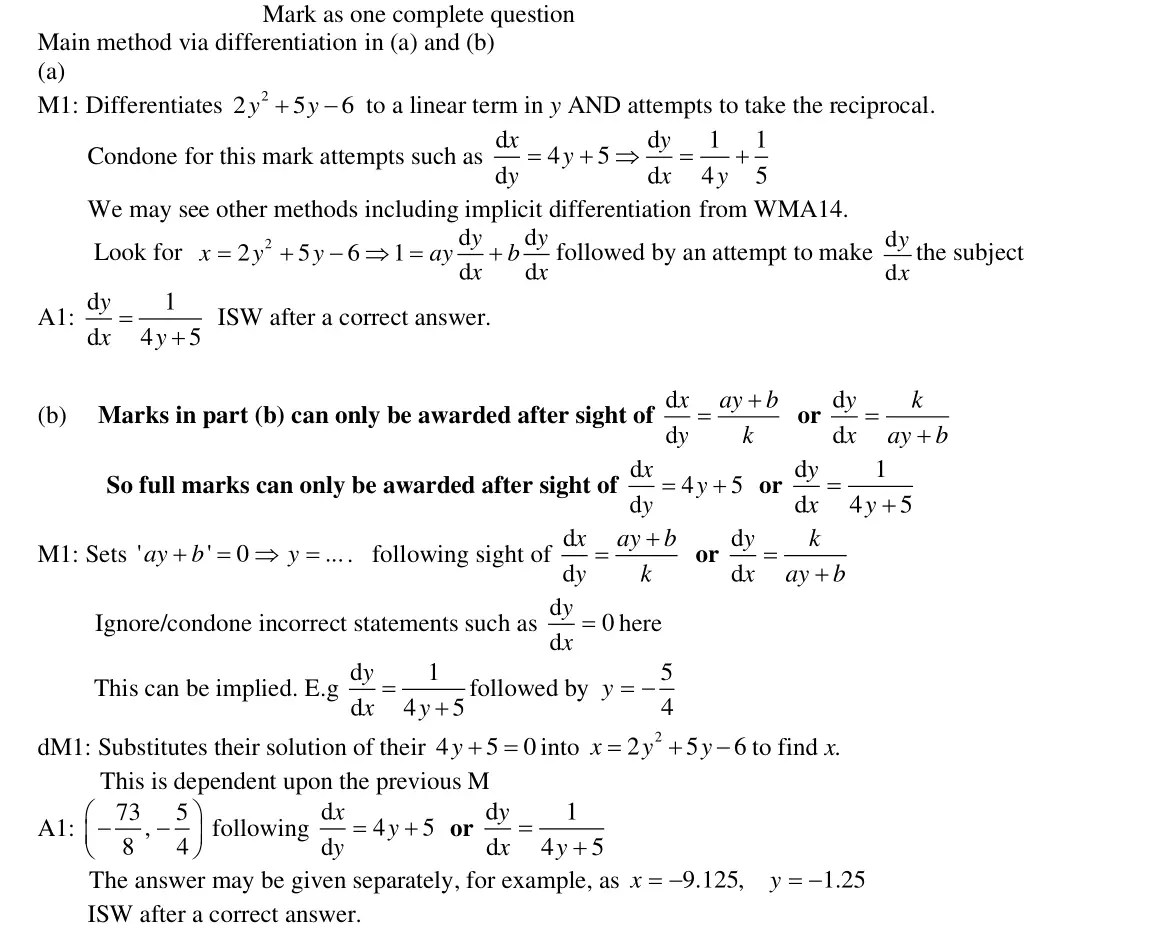 Mark as one complete question
Main method via differentiation in (a) and (b)
(a)
M1: Differentiates 2y² + 5y − 6 to a linear term in y AND attempts to take the reciprocal.
Condone for this mark attempts such as dx/dy = 4y + 5 ⇒ dy/dx = 1/4y + 1/5
We may see other methods including implicit differentiation from WMA14.
Look for x = 2y² + 5y − 6 ⇒ 1 = ay dy/dx + b dy/dx followed by an attempt to make dy/dx the subject
A1: dy/dx = 1/(4y + 5) ISW after a correct answer.
(b) Marks in part (b) can only be awarded after sight of dx/dy = (ay + b)/k or dy/dx = k/(ay + b)
So full marks can only be awarded after sight of dx/dy = 4y + 5 or dy/dx = 1/(4y + 5)
M1: Sets 'ay + b' = 0 ⇒ y = .... following sight of dx/dy = (ay + b)/k or dy/dx = k/(ay + b)
Ignore/condone incorrect statements such as dy/dx = 0 here
This can be implied. E.g dy/dx = 1/(4y + 5) followed by y = −5/4
dM1: Substitutes their solution of their 4y + 5 = 0 into x = 2y² + 5y − 6 to find x.
This is dependent upon the previous M
A1: (−73/8, −5/4) following dx/dy = 4y + 5 or dy/dx = 1/(4y + 5)
The answer may be given separately, for example, as x = −9.125, y = −1.25
ISW after a correct answer.